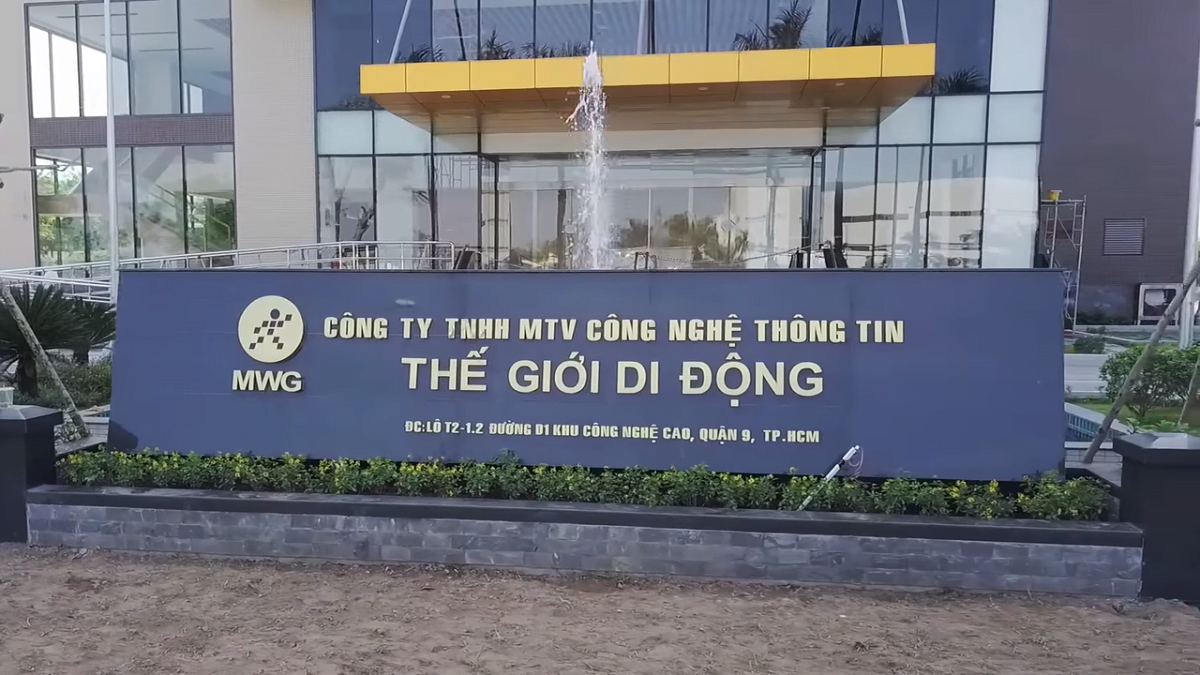 CÔNG TY TNHH MTV CÔNG NGHỆ THÔNG TIN
THẾ GIỚI DI ĐỘNG
MWG
ĐC:LÔ T2-1.2 ĐƯỜNG D1 KHU CÔNG NGHỆ CAO, QUẬN 9, TP.HCM